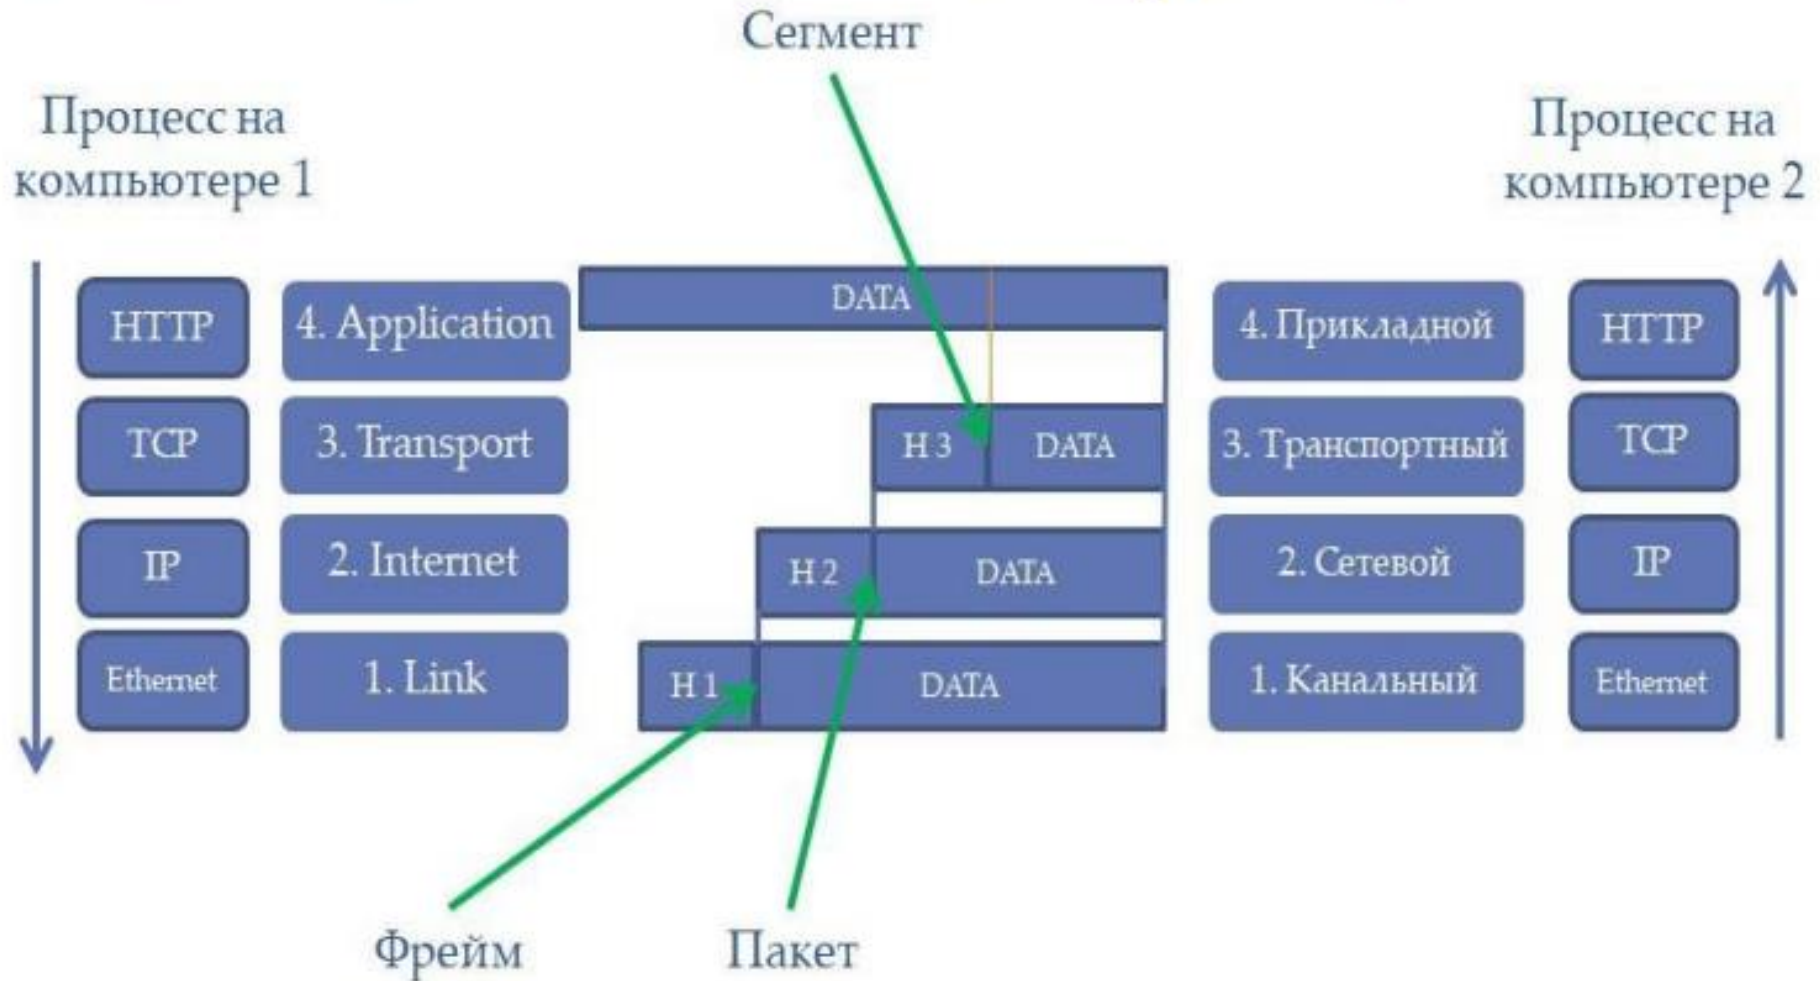 Сегмент
Процесс на
компьютере 1
Процесс на
компьютере 2
HTTP
4. Application
DATA
4. Прикладной
HTTP
TCP
3. Transport
H 3
DATA
3. Транспортный
TCP
IP
2. Internet
H 2
DATA
2. Сетевой
IP
Ethernet
1. Link
H 1
DATA
1. Канальный
Ethernet
Фрейм
Пакет